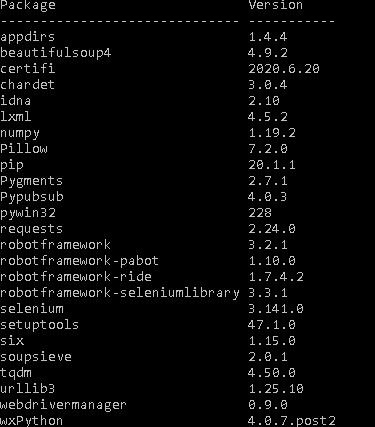 Package Version
------------------------------ -----------
appdirs 1.4.4
beautifulsoup4 4.9.2
certifi 2020.6.20
chardet 3.0.4
idna 2.10
lxml 4.5.2
numpy 1.19.2
Pillow 7.2.0
pip 20.1.1
Pygments 2.7.1
Pypubsub 4.0.3
pywin32 228
requests 2.24.0
robotframework 3.2.1
robotframework-pabot 1.10.0
robotframework-ride 1.7.4.2
robotframework-seleniumlibrary 3.3.1
selenium 3.141.0
setuptools 47.1.0
six 1.15.0
soupsieve 2.0.1
tqdm 4.50.0
urllib3 1.25.10
webdrivermanager 0.9.0
wxPython 4.0.7.post2